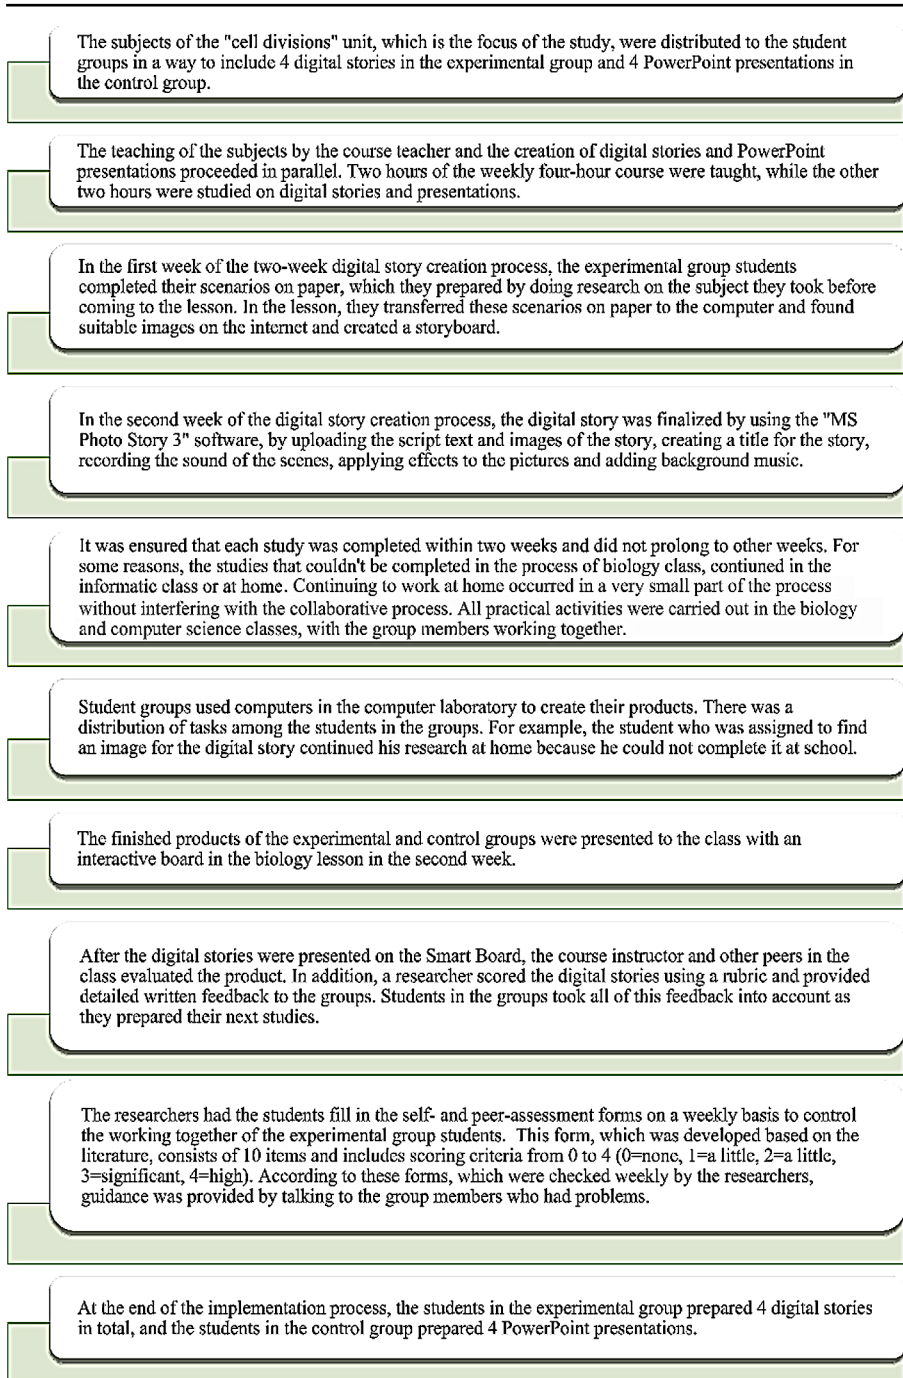 The subjects of the "cell divisions" unit, which is the focus of the study, were distributed to the student
groups in a way to include 4 digital stories in the experimental group and 4 PowerPoint presentations in
the control group.
The teaching of the subjects by the course teacher and the creation of digital stories and PowerPoint
presentations proceeded in parallel. Two hours of the weekly four-hour course were taught, while the other
two hours were studied on digital stories and presentations.
In the first week of the two-week digital story creation process, the experimental group students
completed their scenarios on paper, which they prepared by doing research on the subject they took before
coming to the lesson. In the lesson, they transferred these scenarios on paper to the computer and found
suitable images on the internet and created a storyboard.
In the second week of the digital story creation process, the digital story was finalized by using the "MS
Photo Story 3" software, by uploading the script text and images of the story, creating a title for the story,
recording the sound of the scenes, applying effects to the pictures and adding background music.
It was ensured that each study was completed within two weeks and did not prolong to other weeks. For
some reasons, the studies that couldn't be completed in the process of biology class, contiuned in the
informatic class or at home. Continuing to work at home occurred in a very small part of the process
without interfering with the collaborative process. All practical activities were carried out in the biology
and computer science classes, with the group members working together.
Student groups used computers in the computer laboratory to create their products. There was a
distribution of tasks among the students in the groups. For example, the student who was assigned to find
an image for the digital story continued his research at home because he could not complete it at school.
The finished products of the experimental and control groups were presented to the class with an
interactive board in the biology lesson in the second week.
After the digital stories were presented on the Smart Board, the course instructor and other peers in the
class evaluated the product. In addition, a researcher scored the digital stories using a rubric and provided
detailed written feedback to the groups. Students in the groups took all of this feedback into account as
they prepared their next studies.
The researchers had the students fill in the self- and peer-assessment forms on a weekly basis to control
the working together of the experimental group students. This form, which was developed based on the
literature, consists of 10 items and includes scoring criteria from 0 to 4 (0=none, 1=a little, 2=a little,
3=significant, 4=high). According to these forms, which were checked weekly by the researchers,
guidance was provided by talking to the group members who had problems.
At the end of the implementation process, the students in the experimental group prepared 4 digital stories
in total, and the students in the control group prepared 4 PowerPoint presentations.